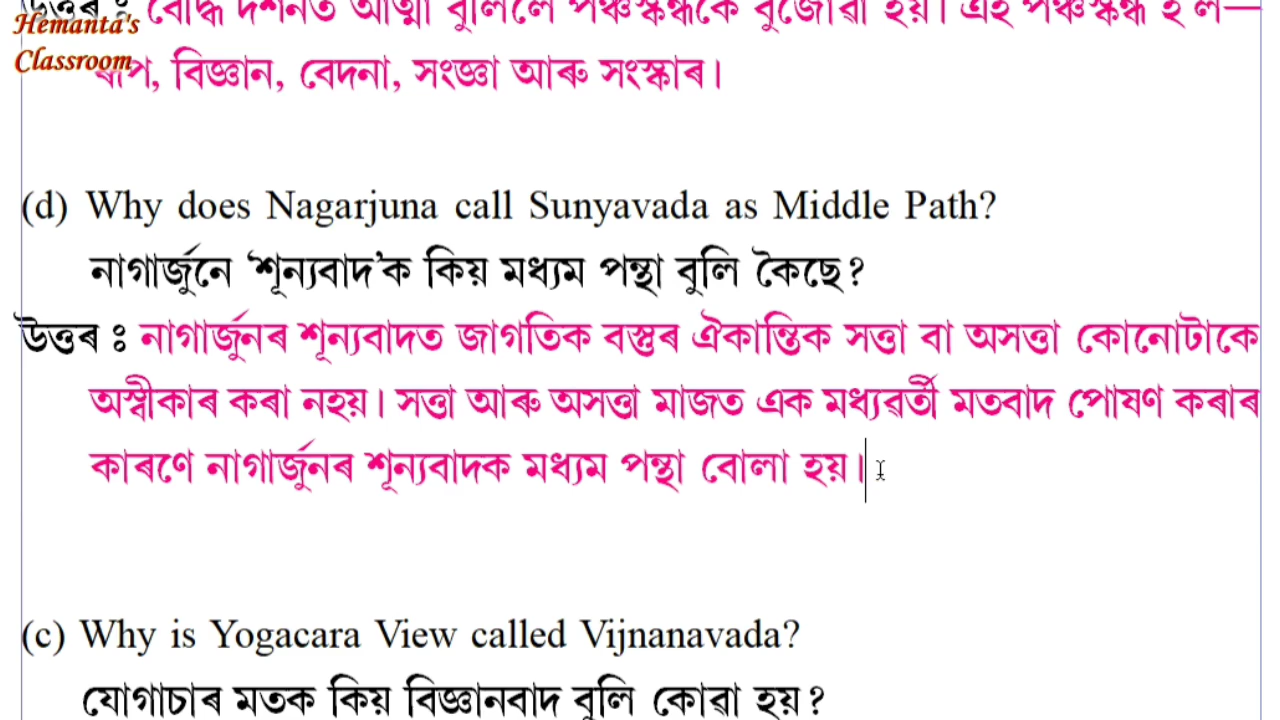 উত্তৰ : বৌদ্ধ দৰ্শনত আত্মা বুলিলে পঞ্চস্কন্ধকে বুজোৱা হয়। এই পঞ্চস্কন্ধ হ'ল—
Hemanta's
Classroom
ৰূপ, বিজ্ঞান, বেদনা, সংজ্ঞা আৰু সংস্কাৰ।
(d) Why does Nagarjuna call Sunyavada as Middle Path?
নাগাৰ্জুনে ‘শূন্যবাদ’ক কিয় মধ্যম পন্থা বুলি কৈছে?
উত্তৰ ঃ নাগাৰ্জুনৰ শূন্যবাদত জাগতিক বস্তুৰ ঐকান্তিক সত্তা বা অসত্তা কোনোটাকে
অস্বীকাৰ কৰা নহয়। সত্তা আৰু অসত্তা মাজত এক মধ্যৱৰ্তী মতবাদ পোষণ কৰাৰ
কাৰণে নাগাৰ্জুনৰ শূন্যবাদক মধ্যম পন্থা বোলা হয়।
(c) Why is Yogacara View called Vijnanavada?
যোগাচাৰ মতক কিয় বিজ্ঞানবাদ বুলি কোৱা হয়?